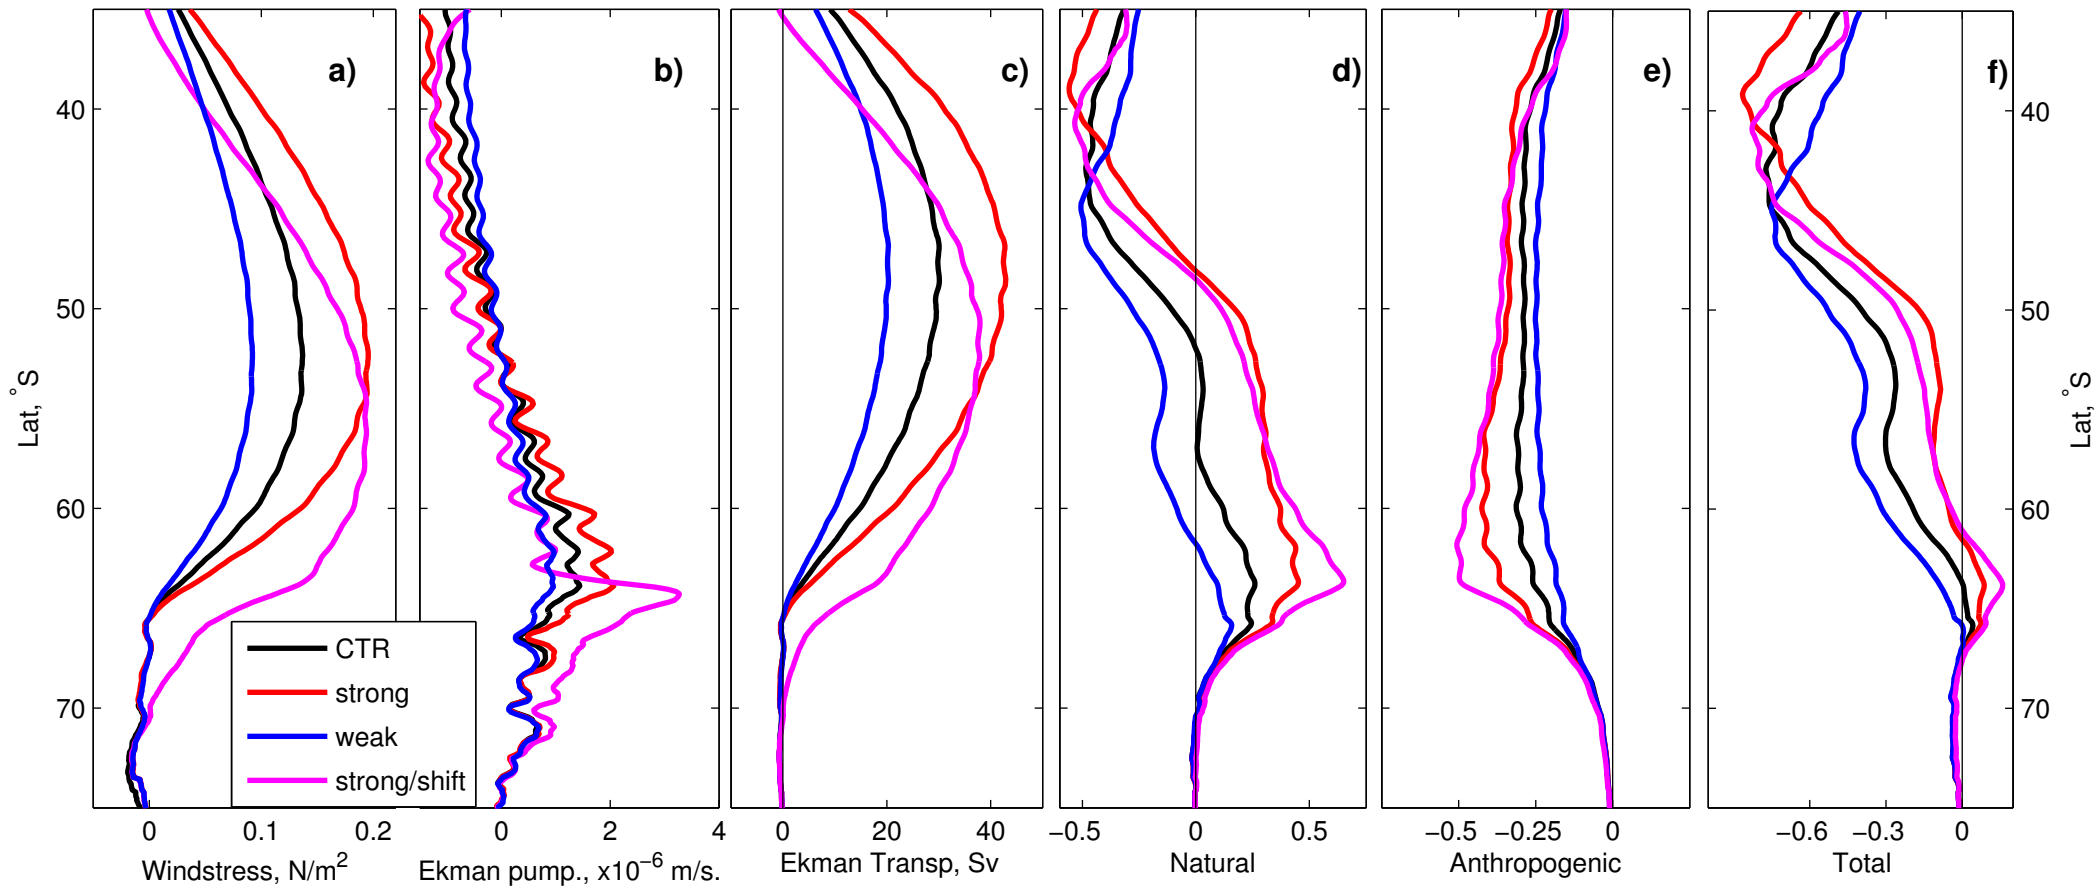 a)
b)
c)
d)
e)
f)
40
50
60
70
Lat, °S
40
50
60
70
Lat, °S
CTR
strong
weak
strong/shift
0 0.1 0.2
Windstress, N/m²
0 2 4
Ekman pump., x10⁻⁶ m/s.
0 20 40
Ekman Transp, Sv
−0.5 0 0.5
Natural
−0.5 −0.25 0
Anthropogenic
−0.6 −0.3 0
Total